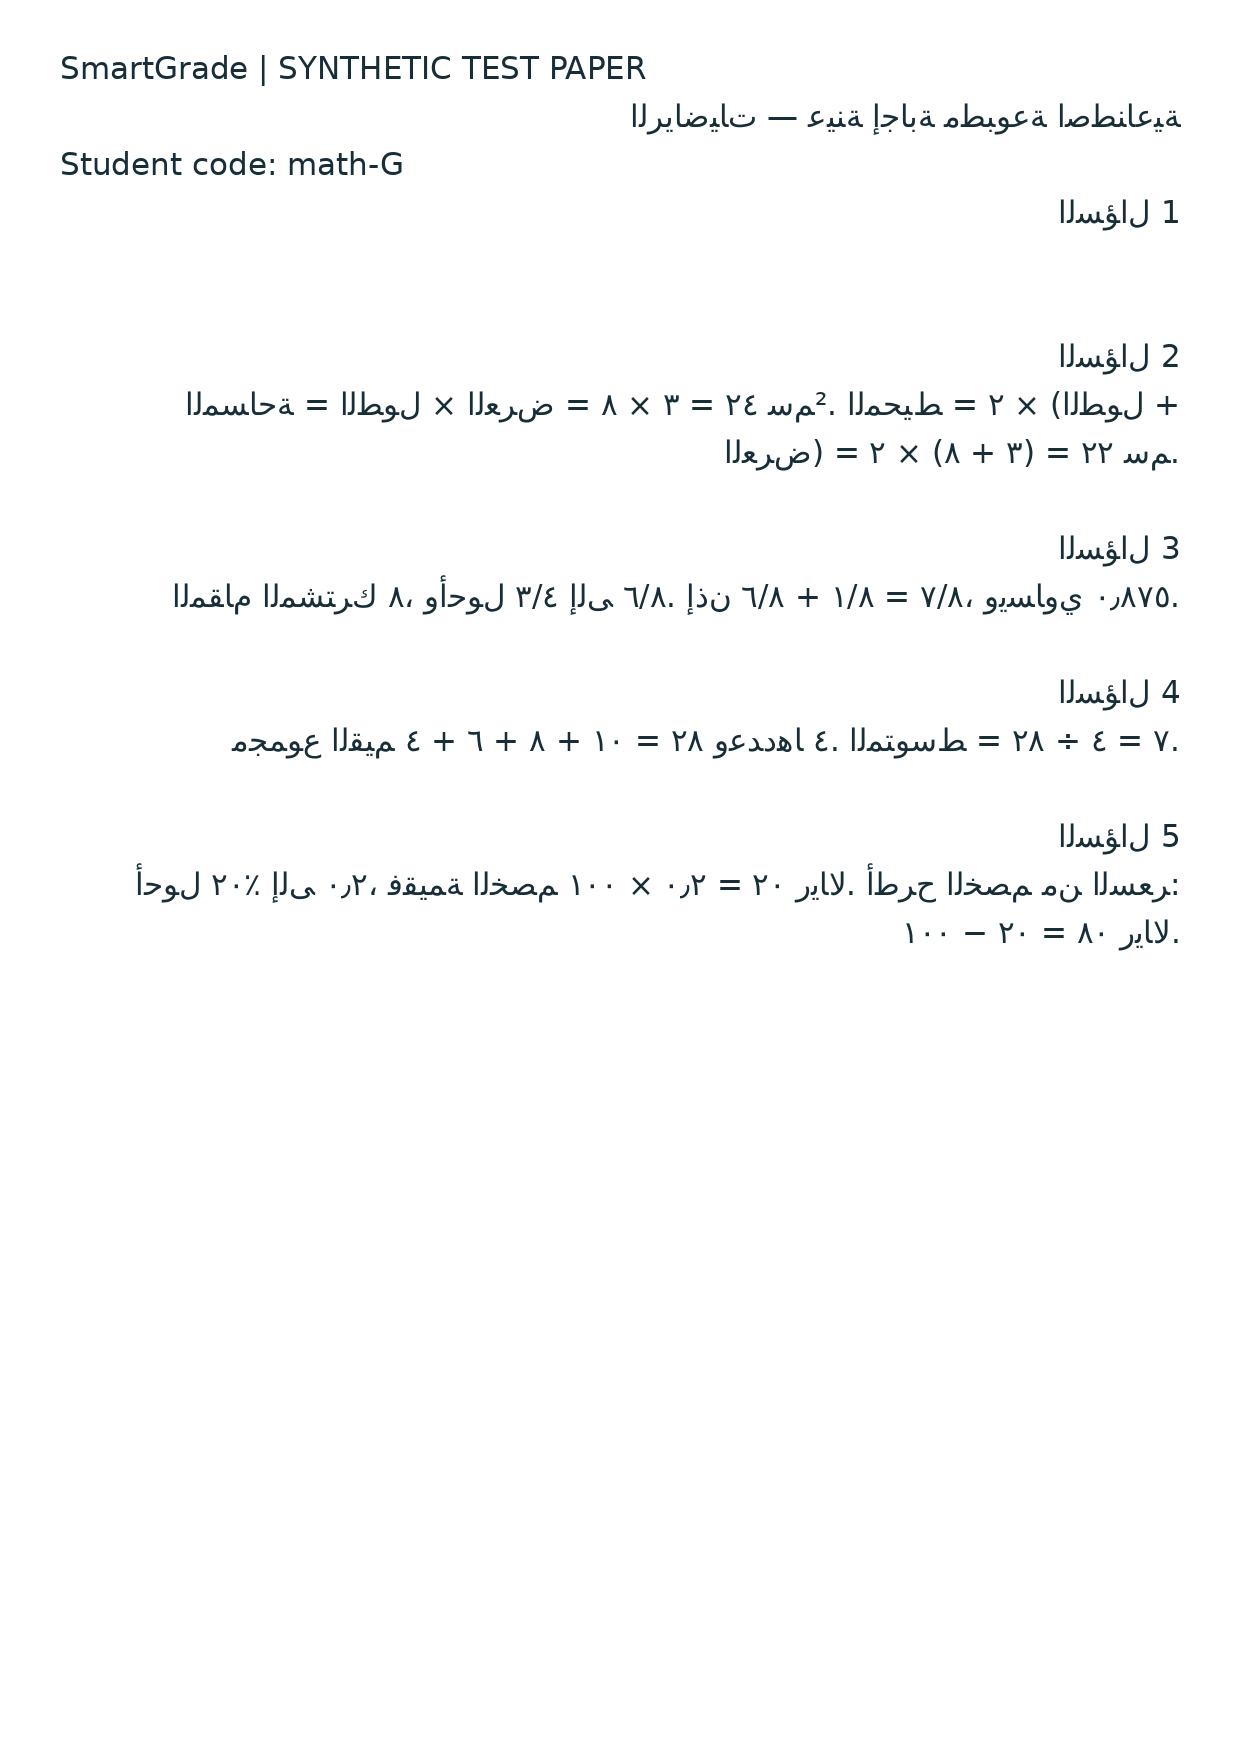 SmartGrade | SYNTHETIC TEST PAPER
الرياضيات — عينة إجابة مطبوعة اصطناعية
Student code: math-G
السؤال 1
السؤال 2
المساحة = الطول × العرض = ٨ × ٣ = ٢٤ سم². المحيط = ٢ × (الطول +
العرض) = ٢ × (٨ + ٣) = ٢٢ سم.
السؤال 3
المقام المشترك ٨، وأحول ٣/٤ إلى ٦/٨. إذن ٦/٨ + ١/٨ = ٧/٨، ويساوي ٠٫٨٧٥.
السؤال 4
مجموع القيم ٤ + ٦ + ٨ + ١٠ = ٢٨ وعددها ٤. المتوسط = ٢٨ ÷ ٤ = ٧.
السؤال 5
أحول ٢٠٪ إلى ٠٫٢، فقيمة الخصم ١٠٠ × ٠٫٢ = ٢٠ ريالا. أطرح الخصم من السعر:
١٠٠ − ٢٠ = ٨٠ ريالا.